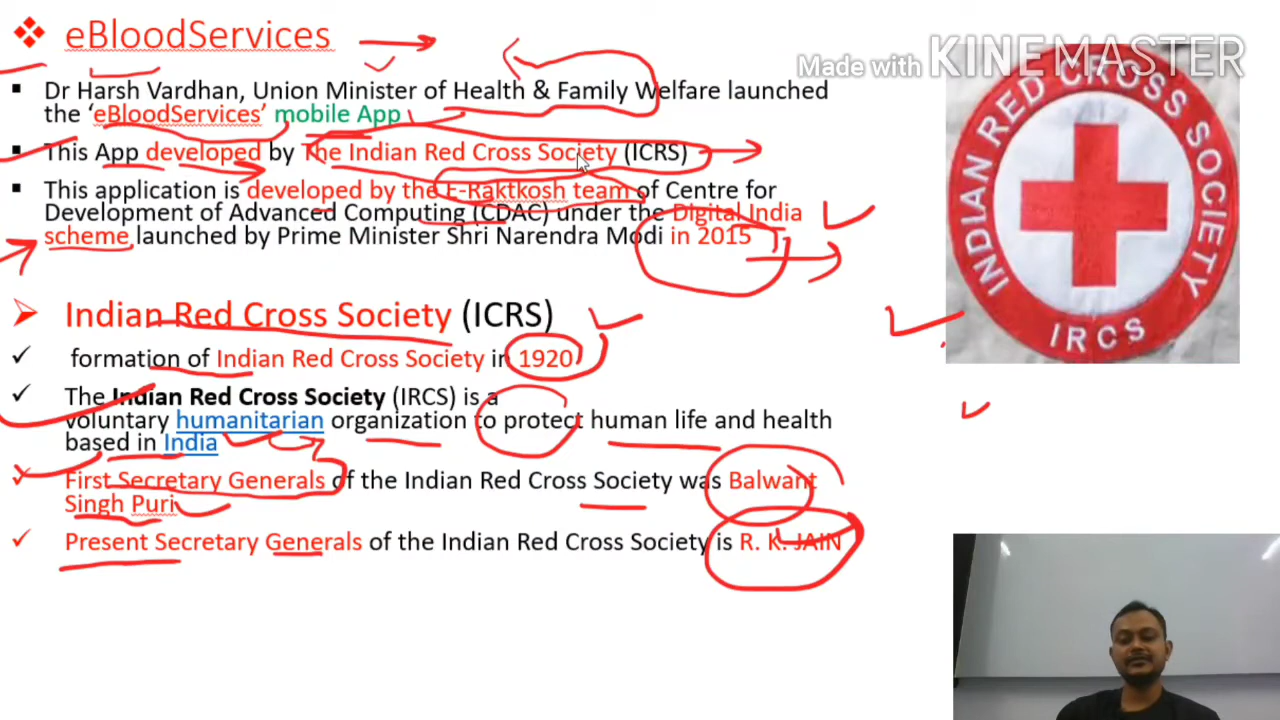 eBloodServices
Made with KINEMASTER
Dr Harsh Vardhan, Union Minister of Health & Family Welfare launched
the ‘eBloodServices’ mobile App
This App developed by The Indian Red Cross Society (ICRS)
This application is developed by the E-Raktkosh team of Centre for
Development of Advanced Computing (CDAC) under the Digital India
scheme launched by Prime Minister Shri Narendra Modi in 2015
Indian Red Cross Society (ICRS)
formation of Indian Red Cross Society in 1920
The Indian Red Cross Society (IRCS) is a
voluntary humanitarian organization to protect human life and health
based in India
First Secretary Generals of the Indian Red Cross Society was Balwant
Singh Puri
Present Secretary Generals of the Indian Red Cross Society is R. K. JAIN
INDIAN RED CROSS SOCIETY
IRCS